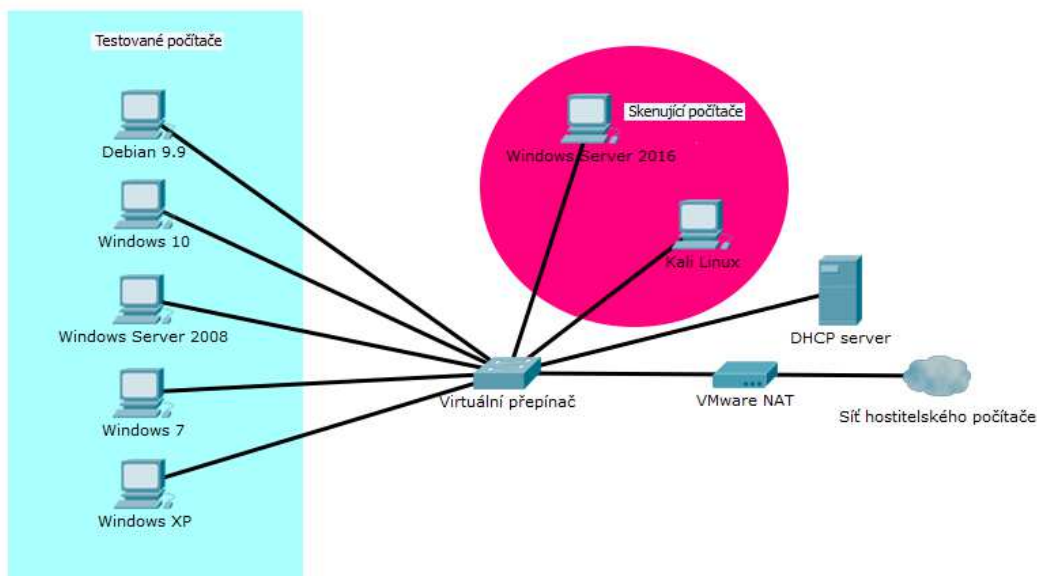 Testované počítače
Debian 9.9
Windows 10
Windows Server 2008
Windows 7
Windows XP
Skenující počítače
Windows Server 2016
Kali Linux
DHCP server
Virtuální přepínač
VMware NAT
Síť hostitelského počítače